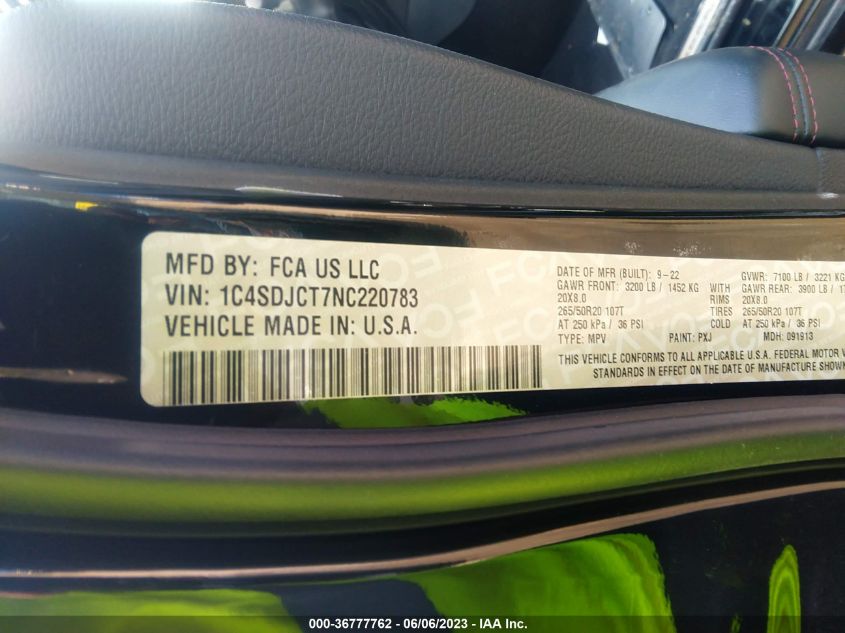 MFD BY: FCA US LLC
VIN: 1C4SDJCT7NC220783
VEHICLE MADE IN: U.S.A.
DATE OF MFR (BUILT): 9-22 GVWR: 7100 LB / 3221 KG
GAWR FRONT: 3200 LB / 1452 KG GAWR REAR: 3900 LB /
20X8.0 RIMS 20X8.0
265/50R20 107T TIRES 265/50R20 107T
AT 250 kPa / 36 PSI COLD AT 250 kPa / 36 PSI
TYPE: MPV PAINT: PXJ MDH: 091913
THIS VEHICLE CONFORMS TO ALL APPLICABLE U.S.A. FEDERAL MOTOR
STANDARDS IN EFFECT ON THE DATE OF MANUFACTURE SHOWN
000-36777762 - 06/06/2023 - IAA Inc.